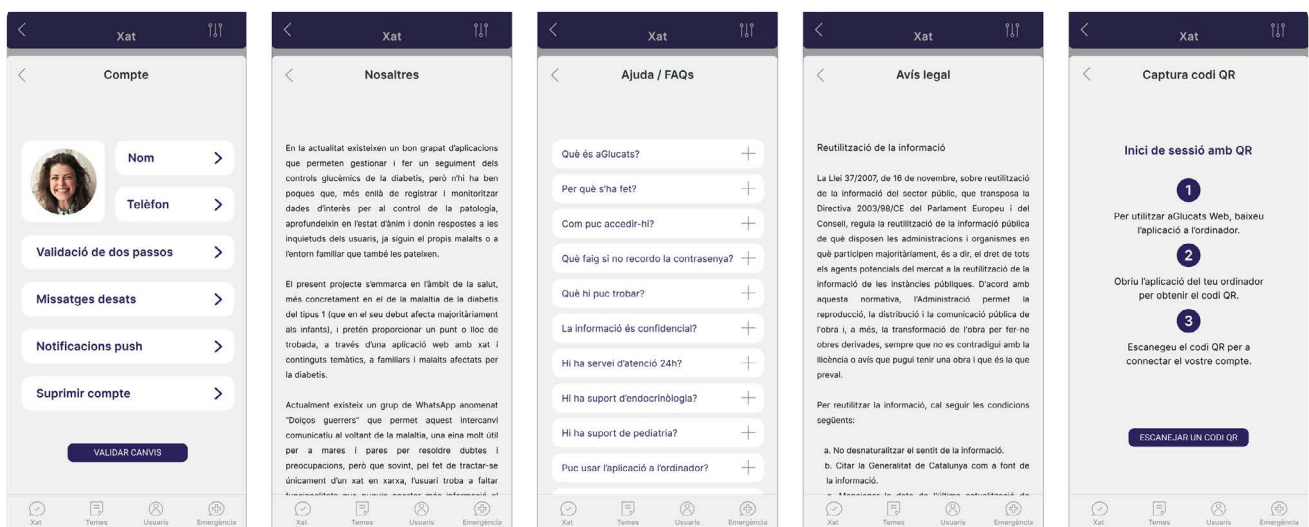 Xat
Compte
Nom
Telèfon
Validació de dos passos
Missatges desats
Notificacions push
Suprimir compte
VALIDAR CANVIS
Xat
Temes
Usuaris
Emergència
Xat
Nosaltres
En la actualitat existeixen un bon grapat d'aplicacions
que permeten gestionar i fer un seguiment dels
controls glucèmics de la diabetis, però n'hi ha ben
poques que, més enllà de registrar i monitoritzar
dades d'interès per al control de la patologia,
aprofundeixin en l'estat d'ànim i donin respostes a les
inquietuds dels usuaris, ja siguin el propis malalts o a
l'entorn familiar que també les pateixen.
El present projecte s'emmarca en l'àmbit de la salut,
més concretament en el de la malaltia de la diabetis
del tipus 1 (que en el seu debut afecta majoritàriament
als infants), i pretén proporcionar un punt o lloc de
trobada, a través d'una aplicació web amb xat i
continguts temàtics, a familiars i malalts afectats per
la diabetis.
Actualment existeix un grup de WhatsApp anomenat
"Dolços guerrers" que permet aquest intercanvi
comunicatiu al voltant de la malaltia, una eina molt útil
per a mares i pares per resoldre dubtes i
preocupacions, però que sovint, pel fet de tractar-se
únicament d'un xat en xarxa, l'usuari troba a faltar
funcionalitats que puguin aportar més informació al
Xat
Temes
Usuaris
Emergència
Xat
Ajuda / FAQs
Què és aGlucats?
Per què s'ha fet?
Com puc accedir-hi?
Què faig si no recordo la contrasenya?
Què hi puc trobar?
La informació és confidencial?
Hi ha servei d'atenció 24h?
Hi ha suport d'endocrinòlogia?
Hi ha suport de pediatria?
Puc usar l'aplicació a l'ordinador?
Xat
Temes
Usuaris
Emergència
Xat
Avís legal
Reutilització de la informació
La Llei 37/2007, de 16 de novembre, sobre reutilització
de la informació del sector públic, que transposa la
Directiva 2003/98/CE del Parlament Europeu i del
Consell, regula la reutilització de la informació pública
de què disposen les administracions i organismes en
què participen majoritàriament, és a dir, el dret de tots
els agents potencials del mercat a la reutilització de la
informació de les instàncies públiques. D'acord amb
aquesta normativa, l'Administració permet la
reproducció, la distribució i la comunicació pública de
l'obra i, a més, la transformació de l'obra per fer-ne
obres derivades, sempre que no es contradigui amb la
llicència o avís que pugui tenir una obra i que és la que
preval.
Per reutilitzar la informació, cal seguir les condicions
següents:
a. No desnaturalitzar el sentit de la informació.
b. Citar la Generalitat de Catalunya com a font de
la informació.
c. Mencionar la data de l'última actualització de
Xat
Temes
Usuaris
Emergència
Xat
Captura codi QR
Inici de sessió amb QR
1
Per utilitzar aGlucats Web, baixeu
l'aplicació a l'ordinador.
2
Obriu l'aplicació del teu ordinador
per obtenir el codi QR.
3
Escanegeu el codi QR per a
connectar el vostre compte.
ESCANEJAR UN CODI QR
Xat
Temes
Usuaris
Emergència